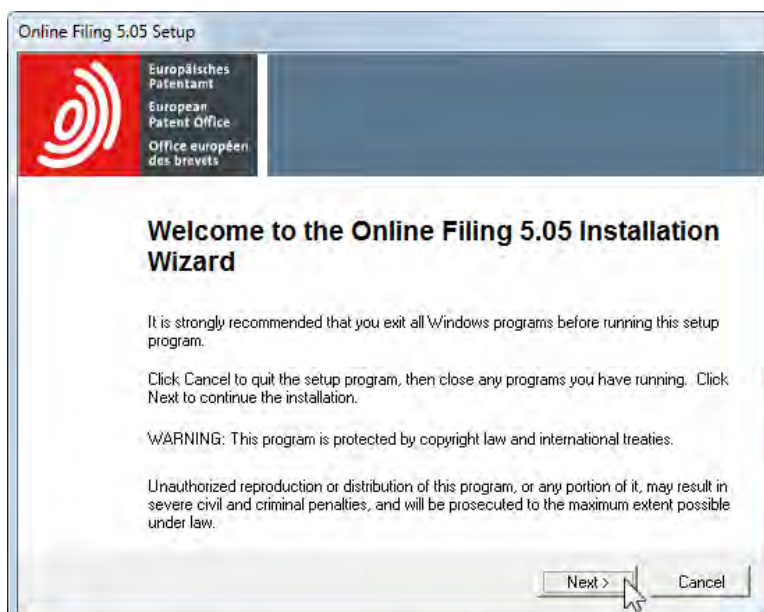 Online Filing 5.05 Setup
Europäisches
Patentamt
European
Patent Office
Office européen
des brevets
Welcome to the Online Filing 5.05 Installation
Wizard
It is strongly recommended that you exit all Windows programs before running this setup
program.
Click Cancel to quit the setup program, then close any programs you have running. Click
Next to continue the installation.
WARNING: This program is protected by copyright law and international treaties.
Unauthorized reproduction or distribution of this program, or any portion of it, may result in
severe civil and criminal penalties, and will be prosecuted to the maximum extent possible
under law.
Next >
Cancel